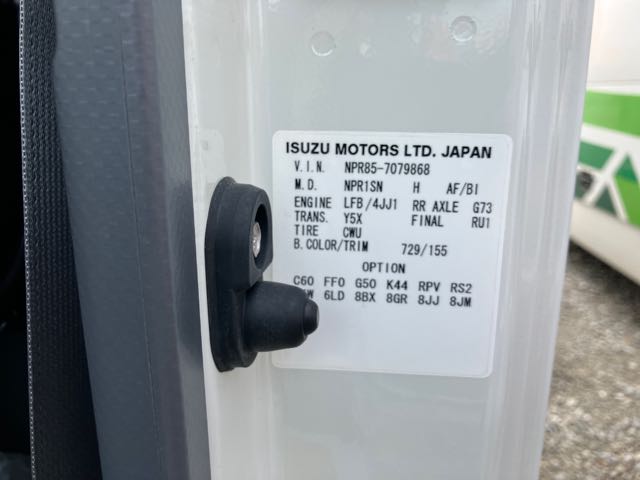 ISUZU MOTORS LTD. JAPAN
V.I.N. NPR85-7079868
M.D. NPR1SN H AF/BI
ENGINE LFB/4JJ1 RR AXLE G73
TRANS. Y5X FINAL RU1
TIRE CWU
B.COLOR/TRIM 729/155
OPTION
C60 FF0 G50 K44 RPV RS2
6LD 8BX 8GR 8JJ 8JM